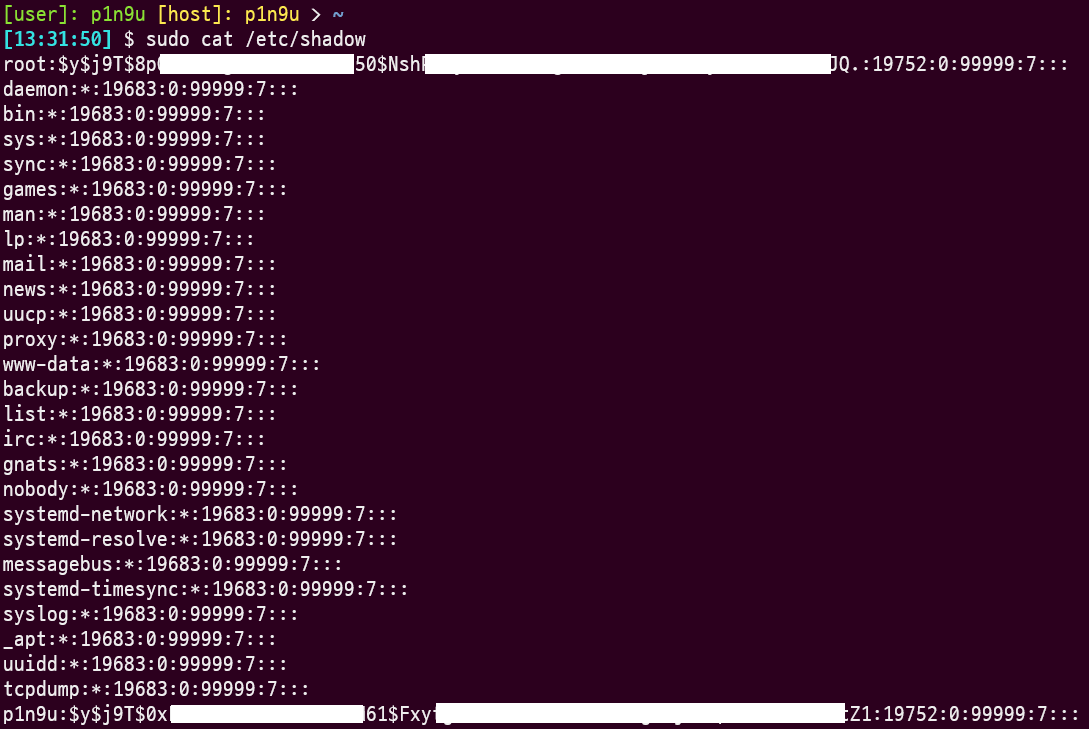 [user]: p1n9u [host]: p1n9u > ~
[13:31:50] $ sudo cat /etc/shadow
root:$y$j9T$8p 50$Nsh JQ.:19752:0:99999:7:::
daemon:*:19683:0:99999:7:::
bin:*:19683:0:99999:7:::
sys:*:19683:0:99999:7:::
sync:*:19683:0:99999:7:::
games:*:19683:0:99999:7:::
man:*:19683:0:99999:7:::
lp:*:19683:0:99999:7:::
mail:*:19683:0:99999:7:::
news:*:19683:0:99999:7:::
uucp:*:19683:0:99999:7:::
proxy:*:19683:0:99999:7:::
www-data:*:19683:0:99999:7:::
backup:*:19683:0:99999:7:::
list:*:19683:0:99999:7:::
irc:*:19683:0:99999:7:::
gnats:*:19683:0:99999:7:::
nobody:*:19683:0:99999:7:::
systemd-network:*:19683:0:99999:7:::
systemd-resolve:*:19683:0:99999:7:::
messagebus:*:19683:0:99999:7:::
systemd-timesync:*:19683:0:99999:7:::
syslog:*:19683:0:99999:7:::
_apt:*:19683:0:99999:7:::
uuidd:*:19683:0:99999:7:::
tcpdump:*:19683:0:99999:7:::
p1n9u:$y$j9T$0x 61$Fxy Z1:19752:0:99999:7:::